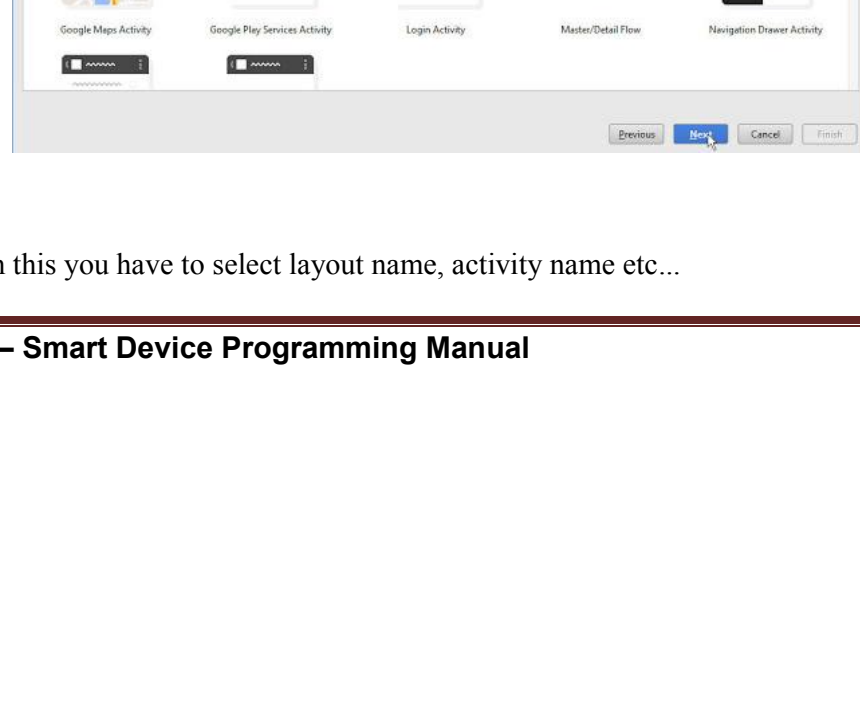 Google Maps Activity Google Play Services Activity Login Activity Master/Detail Flow Navigation Drawer Activity
Previous Next Cancel Finish
this you have to select layout name, activity name etc...
– Smart Device Programming Manual